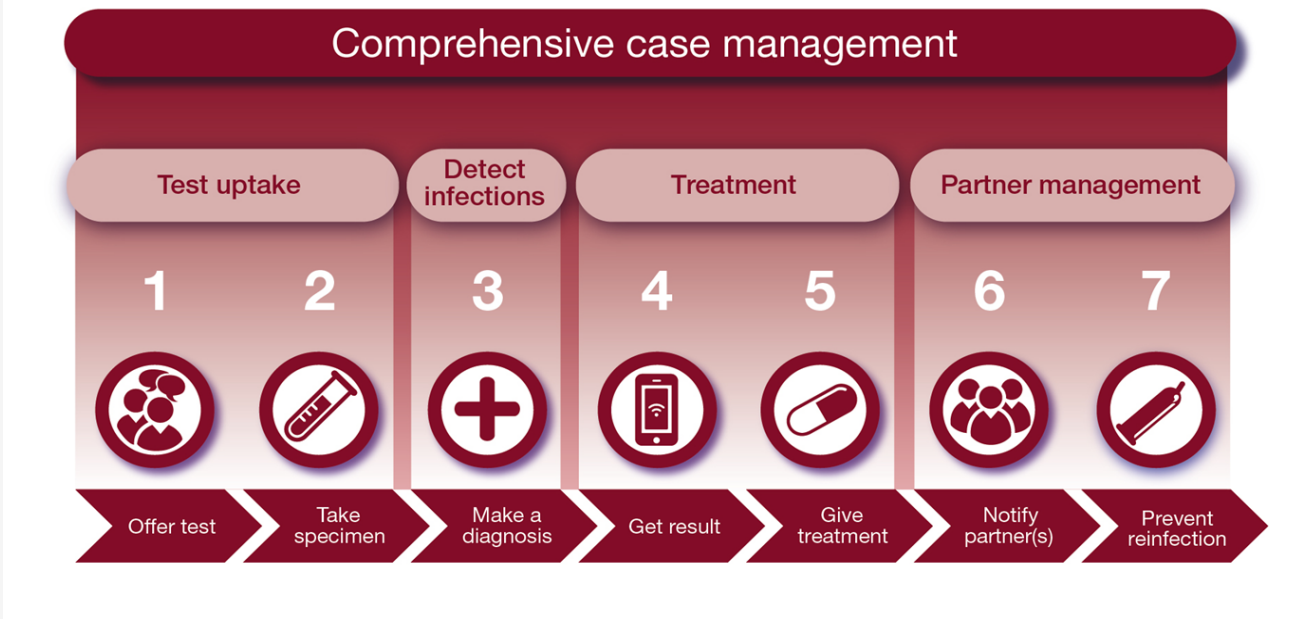 Comprehensive case management
Test uptake
Detect
infections
Treatment
Partner management
1
2
3
4
5
6
7
Offer test
Take
specimen
Make a
diagnosis
Get result
Give
treatment
Notify
partner(s)
Prevent
reinfection